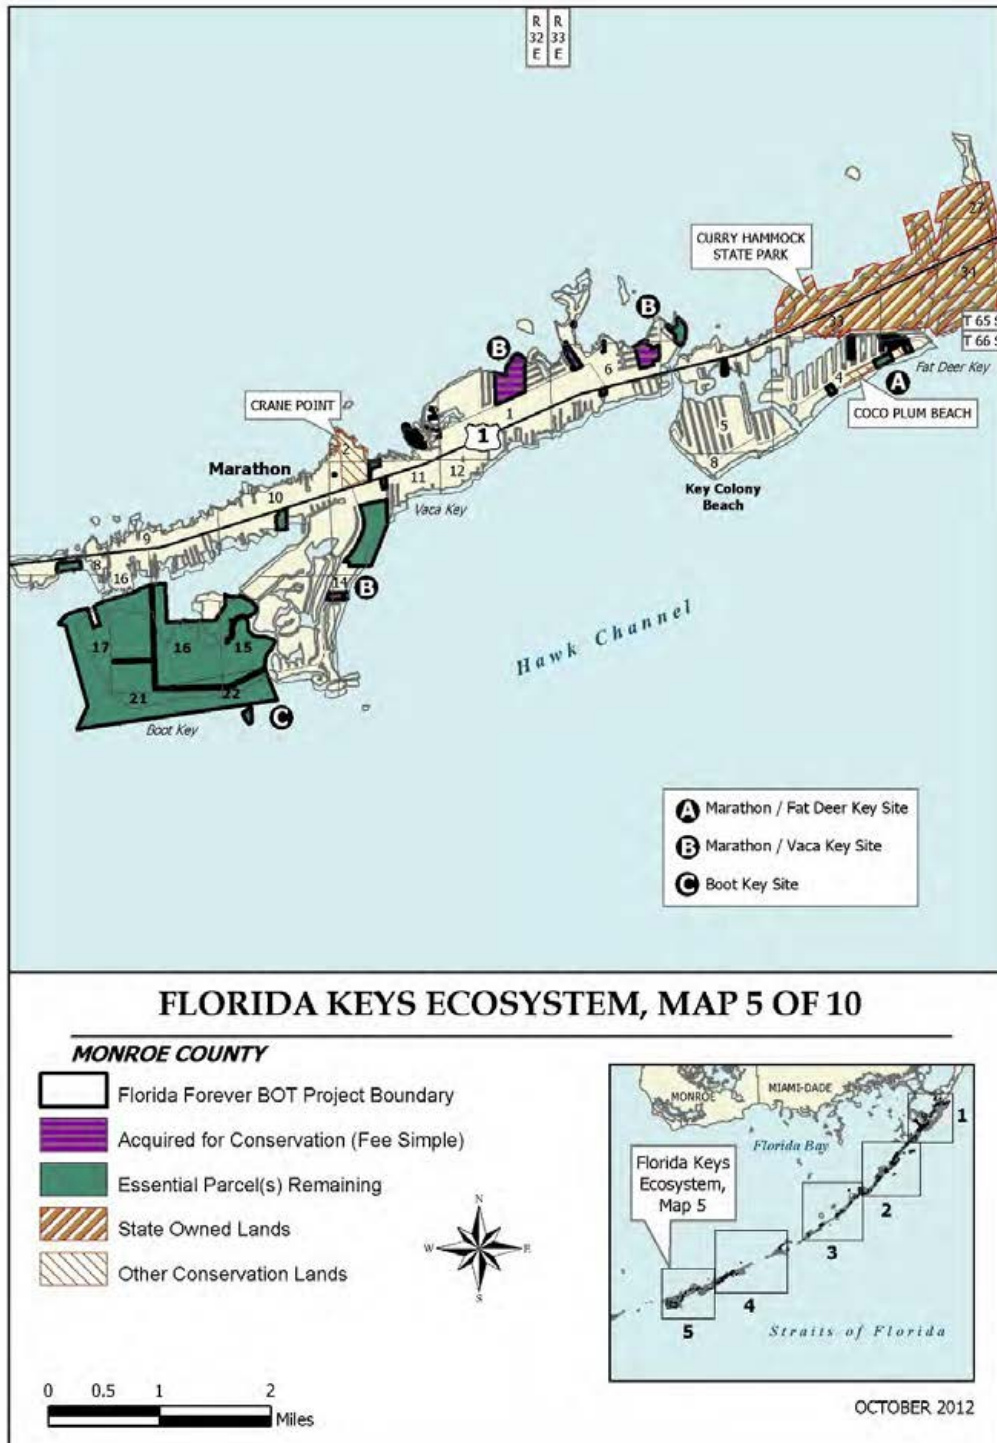 R R
32 33
E E
CURRY HAMMOCK
STATE PARK
27
34
33
T 65 S
T 66 S
B
B
6
4
A
Fat Deer Key
COCO PLUM BEACH
CRANE POINT
2
1
1
5
8
Key Colony
Beach
Marathon
10
11
12
Vaca Key
9
8
16
14
B
17
16
15
21
22
Boot Key
C
Hawk Channel
A Marathon / Fat Deer Key Site
B Marathon / Vaca Key Site
C Boot Key Site
FLORIDA KEYS ECOSYSTEM, MAP 5 OF 10
MONROE COUNTY
Florida Forever BOT Project Boundary
Acquired for Conservation (Fee Simple)
Essential Parcel(s) Remaining
State Owned Lands
Other Conservation Lands
N
W E
S
0 0.5 1 2
Miles
MONROE
MIAMI-DADE
Florida Bay
Florida Keys
Ecosystem,
Map 5
1
2
3
4
5
Straits of Florida
OCTOBER 2012